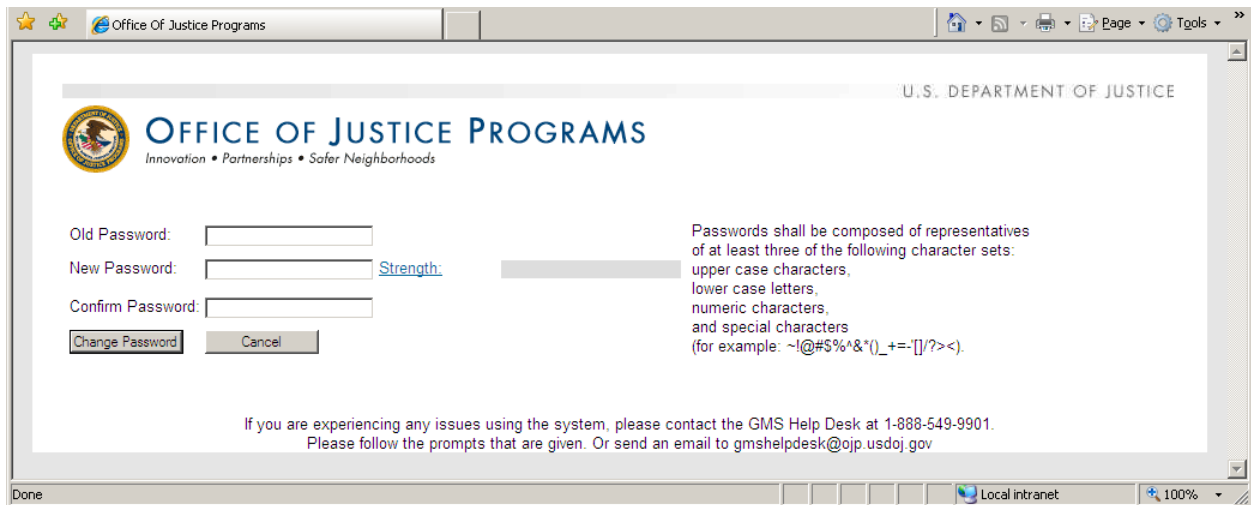 Office Of Justice Programs
Page
Tools
»
U.S. DEPARTMENT OF JUSTICE
OFFICE OF JUSTICE PROGRAMS
Innovation • Partnerships • Safer Neighborhoods
Old Password:
New Password:
Strength:
Confirm Password:
Change Password
Cancel
Passwords shall be composed of representatives
of at least three of the following character sets:
upper case characters,
lower case letters,
numeric characters,
and special characters
(for example: ~!@#$%^&*()_+=-'[]/?><).
If you are experiencing any issues using the system, please contact the GMS Help Desk at 1-888-549-9901.
Please follow the prompts that are given. Or send an email to gmshelpdesk@ojp.usdoj.gov
Done
Local intranet
100%